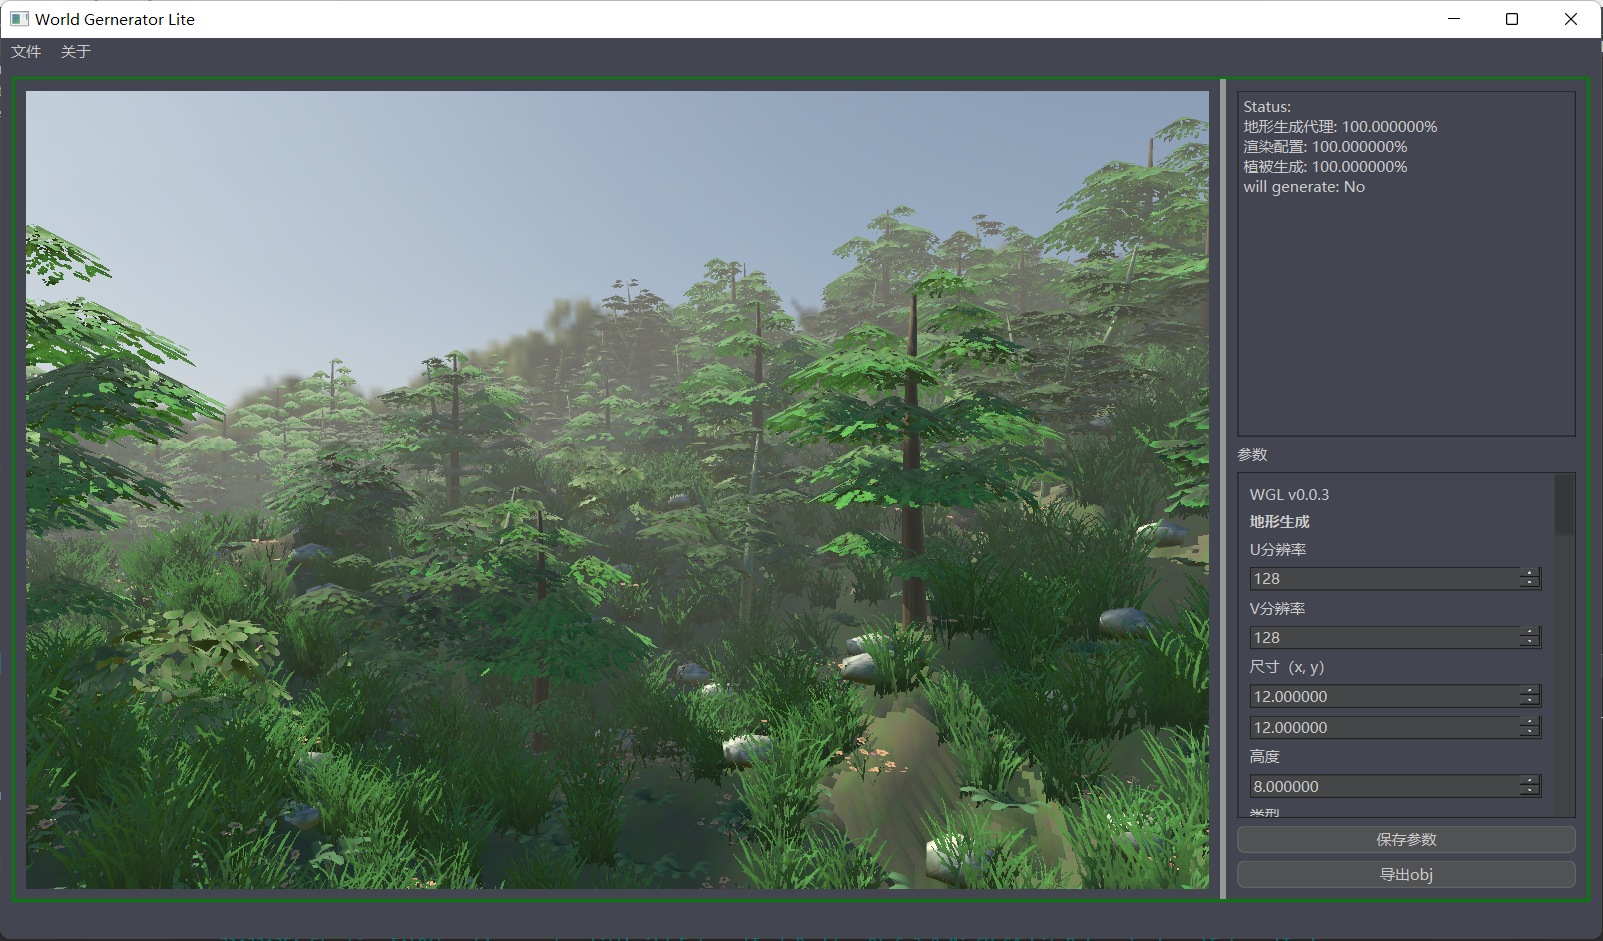 World Gernerator Lite
文件 关于
Status:
地形生成代理: 100.000000%
渲染配置: 100.000000%
植被生成: 100.000000%
will generate: No
参数
WGL v0.0.3
地形生成
U分辨率
128
V分辨率
128
尺寸（x, y）
12.000000
12.000000
高度
8.000000
类型
保存参数
导出obj